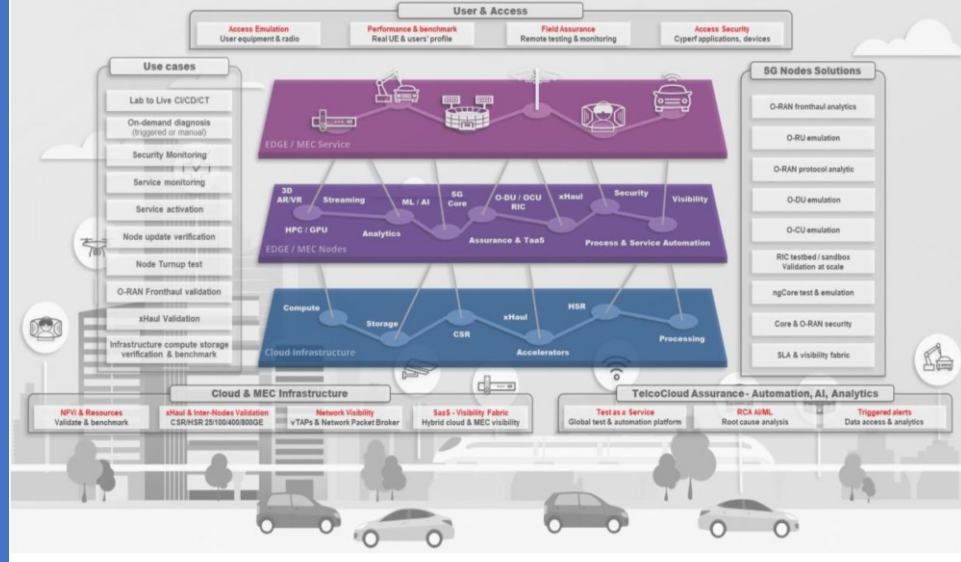 User & Access
Access Emulation
User equipment & radio
Performance & benchmark
Real UE & users' profile
Field Assurance
Remote testing & monitoring
Access Security
Cyperf applications, devices
Use cases
Lab to Live CI/CD/CT
On-demand diagnosis
(triggered or manual)
Security Monitoring
Service monitoring
Service activation
Node update verification
Node Turnup test
O-RAN Fronthaul validation
xHaul Validation
Infrastructure compute storage
verification & benchmark
EDGE / MEC Service
3D
AR/VR
Streaming
ML / AI
5G
Core
O-DU / OCU
RIC
xHaul
Security
Visibility
HPC / GPU
Analytics
Assurance & TaaS
Process & Service Automation
EDGE / MEC Nodes
Compute
Storage
CSR
xHaul
Accelerators
HSR
Processing
Cloud Infrastructure
5G Nodes Solutions
O-RAN fronthaul analytics
O-RU emulation
O-RAN protocol analytic
O-DU emulation
O-CU emulation
RIC testbed / sandbox
Validation at scale
ngCore test & emulation
Core & O-RAN security
SLA & visibility fabric
Cloud & MEC Infrastructure
NFVi & Resources
Validate & benchmark
xHaul & Inter-Nodes Validation
CSR/HSR 25/100/400/800GE
Network Visibility
vTAPs & Network Packet Broker
SaaS - Visibility Fabric
Hybrid cloud & MEC visibility
TelcoCloud Assurance - Automation, AI, Analytics
Test as a Service
Global test & automation platform
RCA AI/ML
Root cause analysis
Triggered alerts
Data access & analytics